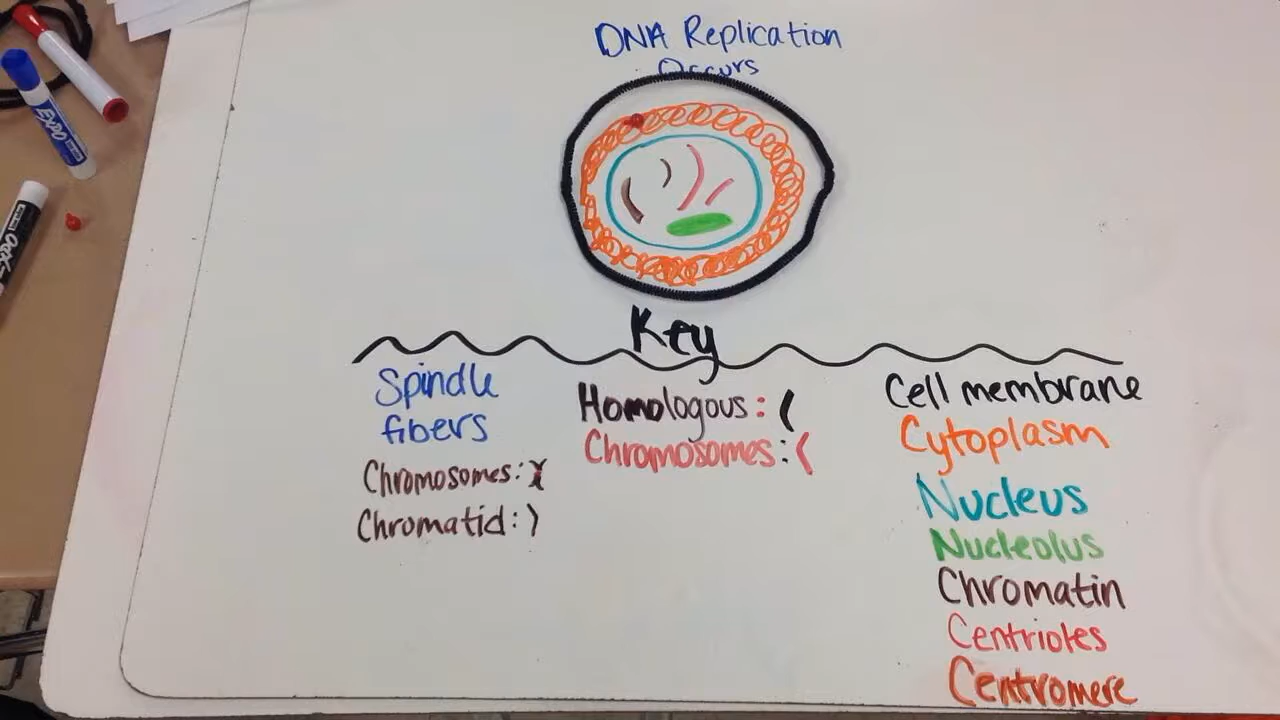 DNA Replication
Occurs
Key
Spindle
fibers
Chromosomes:
Chromatid:
Homologous:
Chromosomes:
Cell membrane
Cytoplasm
Nucleus
Nucleolus
Chromatin
Centrioles
Centromere
EXPO